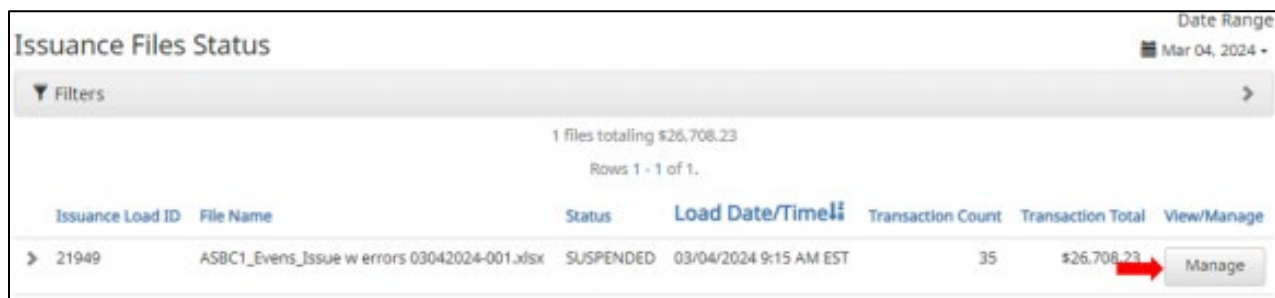 Date Range
Issuance Files Status
Mar 04, 2024
Filters
1 files totaling $26,708.23
Rows 1 - 1 of 1.
Issuance Load ID File Name Status Load Date/Time Transaction Count Transaction Total View/Manage
21949 ASBC1_Evens_Issue w errors 03042024-001.xlsx SUSPENDED 03/04/2024 9:15 AM EST 35 $26,708.23 Manage